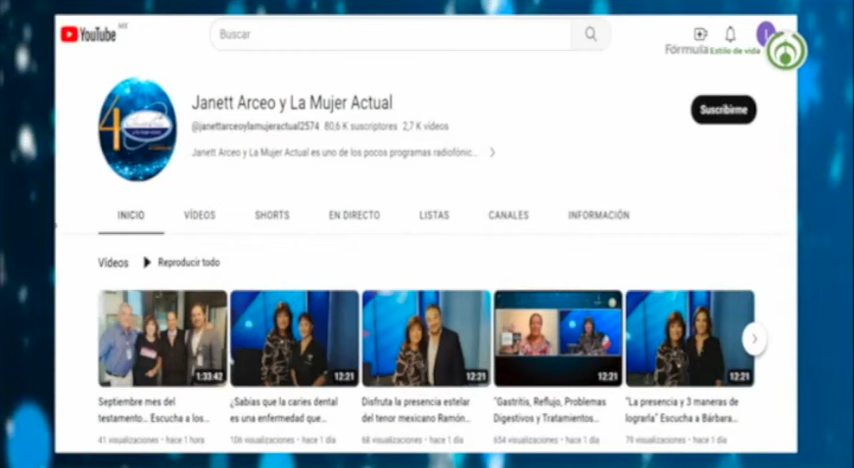 YouTube MX
Buscar
Fórmula Estilo de vida
Janett Arceo y La Mujer Actual
@janettarceoylamujeractual2574 80,6 K suscriptores 2,7 K vídeos
Suscribirme
Janett Arceo y La Mujer Actual es uno de los pocos programas radiofónic...
INICIO VÍDEOS SHORTS EN DIRECTO LISTAS CANALES INFORMACIÓN
Vídeos Reproducir todo
1:33:42 12:21 12:21 12:21 12:21
Septiembre mes del ¿Sabías que la caries dental Disfruta la presencia estelar "Gastritis, Reflujo, Problemas "La presencia y 3 maneras de
testamento... Escucha a los... es una enfermedad que... del tenor mexicano Ramón... Digestivos y Tratamientos... lograrla" Escucha a Bárbara...
41 visualizaciones • hace 1 hora 106 visualizaciones • hace 1 día 68 visualizaciones • hace 1 día 654 visualizaciones • hace 1 día 79 visualizaciones • hace 1 día